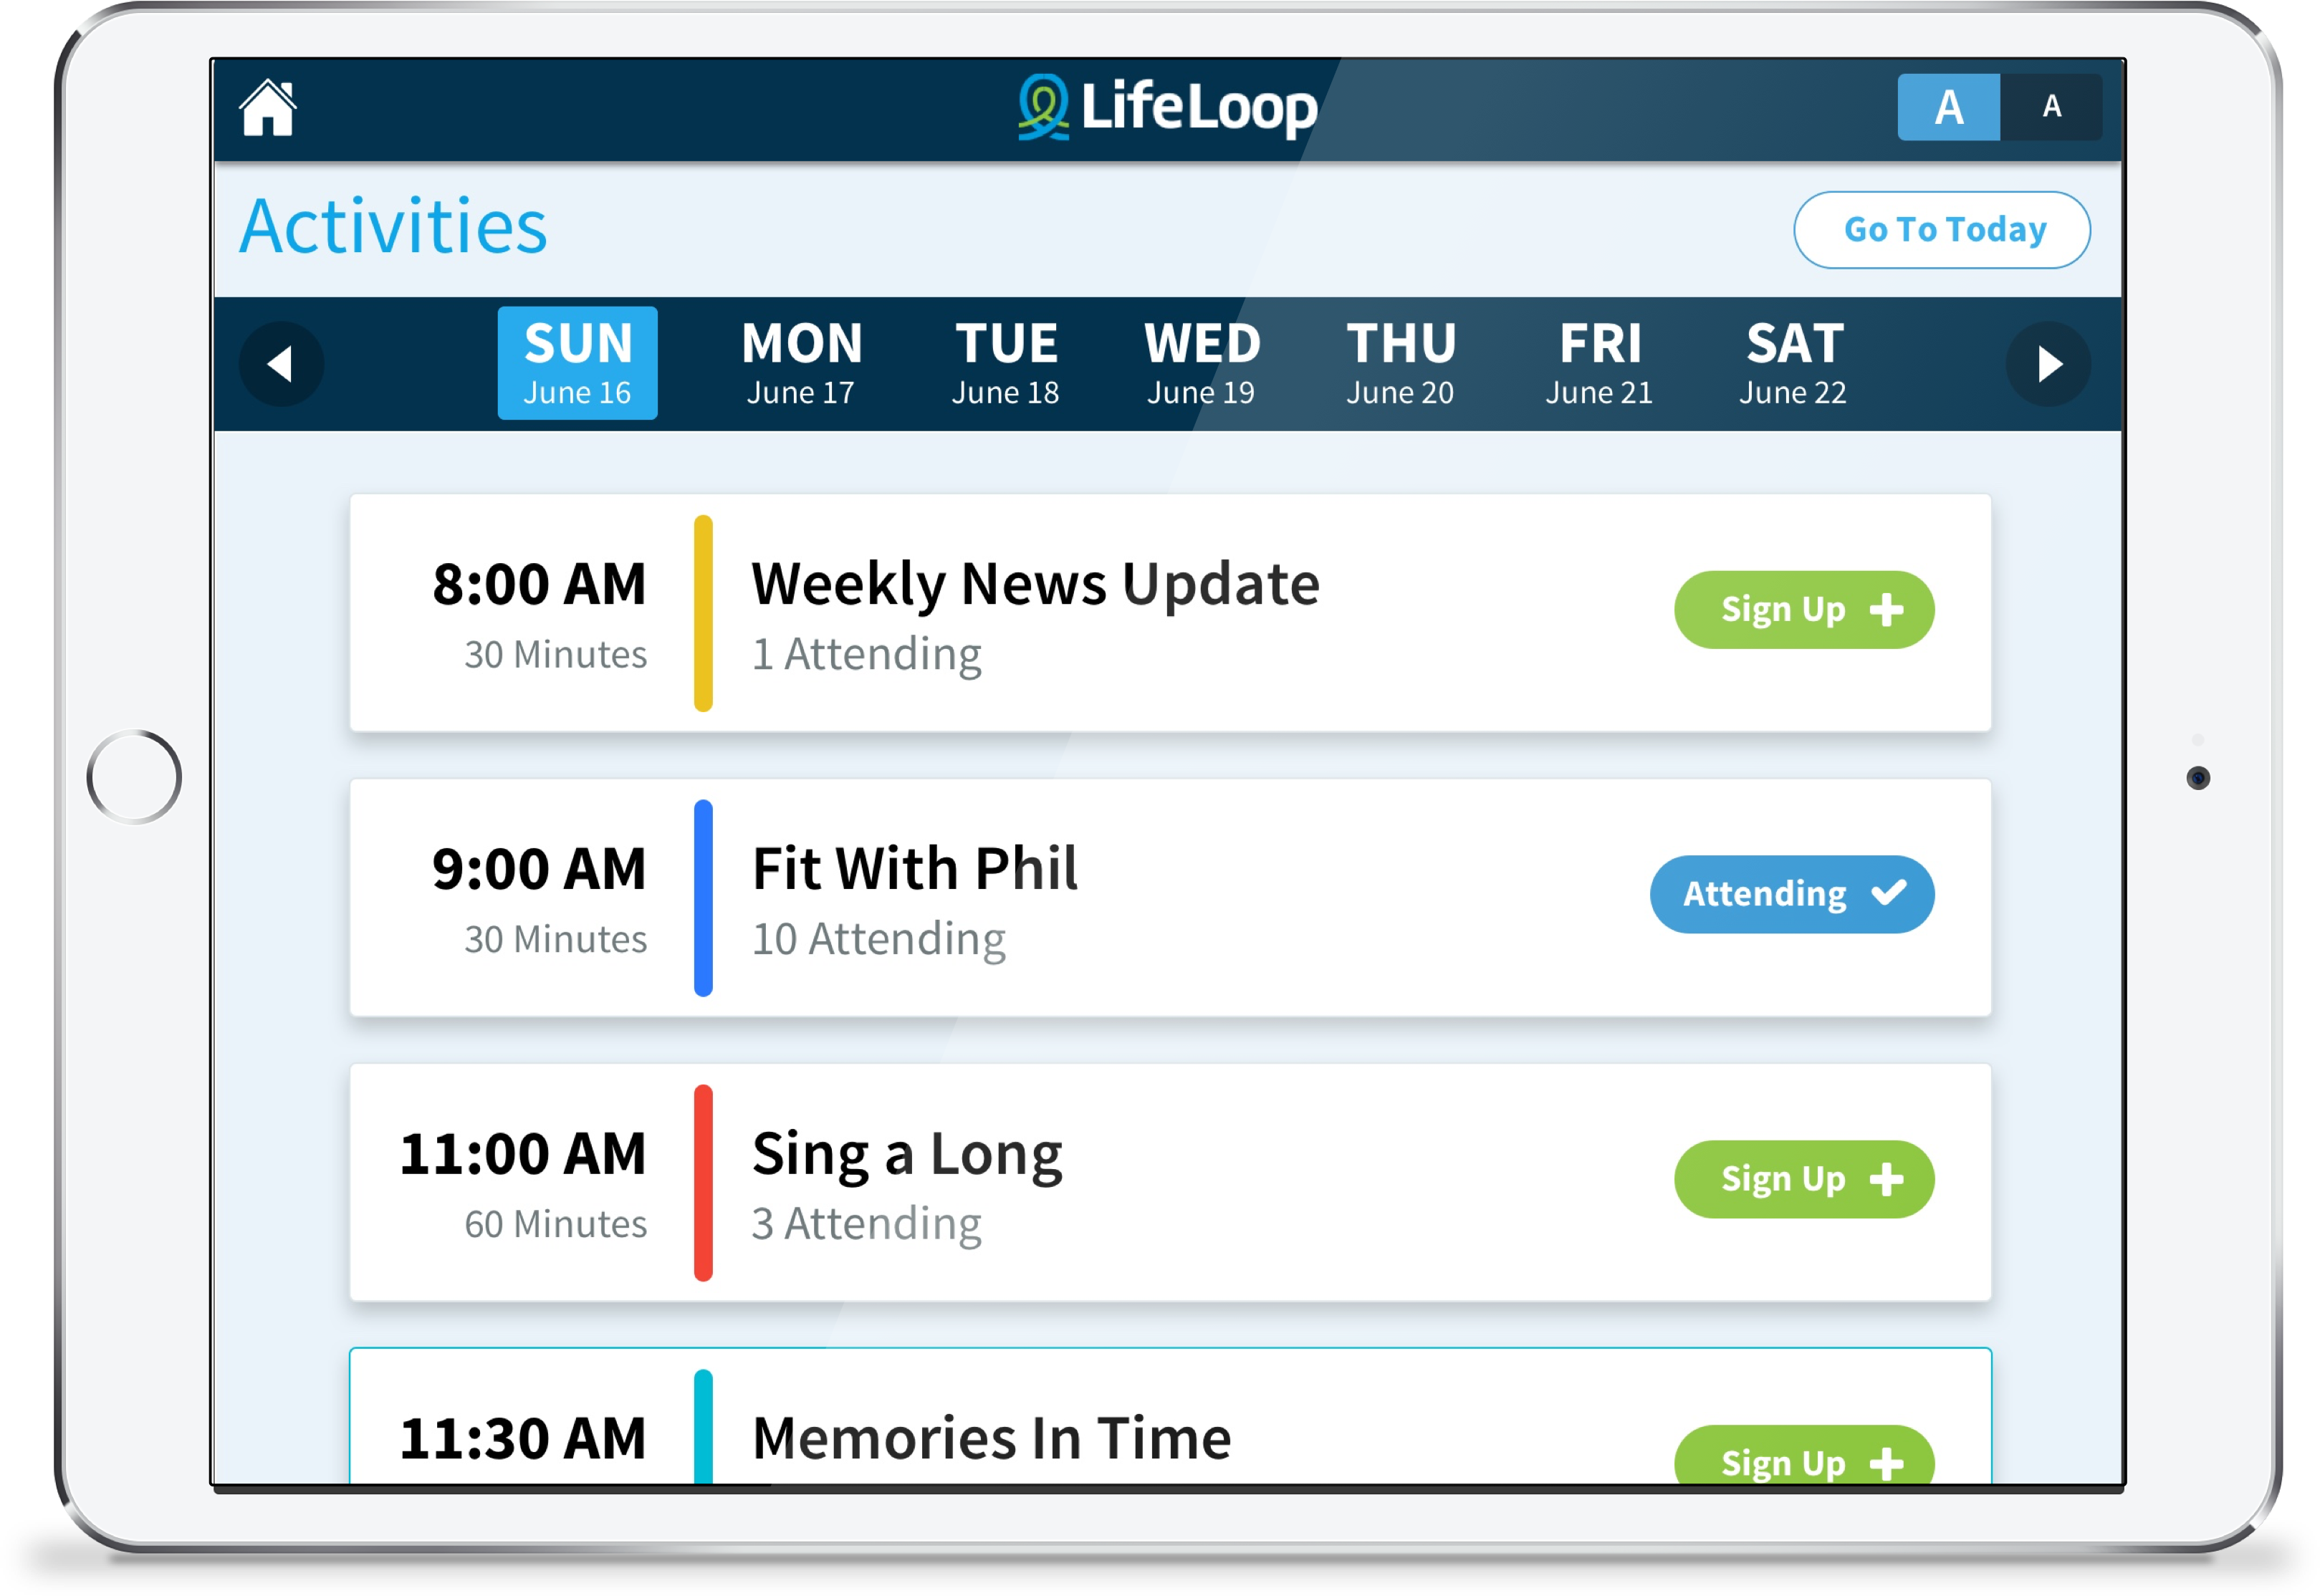 LifeLoop
A A
Activities
Go To Today
SUN MON TUE WED THU FRI SAT
June 16 June 17 June 18 June 19 June 20 June 21 June 22
8:00 AM
30 Minutes
Weekly News Update
1 Attending
Sign Up
9:00 AM
30 Minutes
Fit With Phil
10 Attending
Attending
11:00 AM
60 Minutes
Sing a Long
3 Attending
Sign Up
11:30 AM
Memories In Time
Sign Up